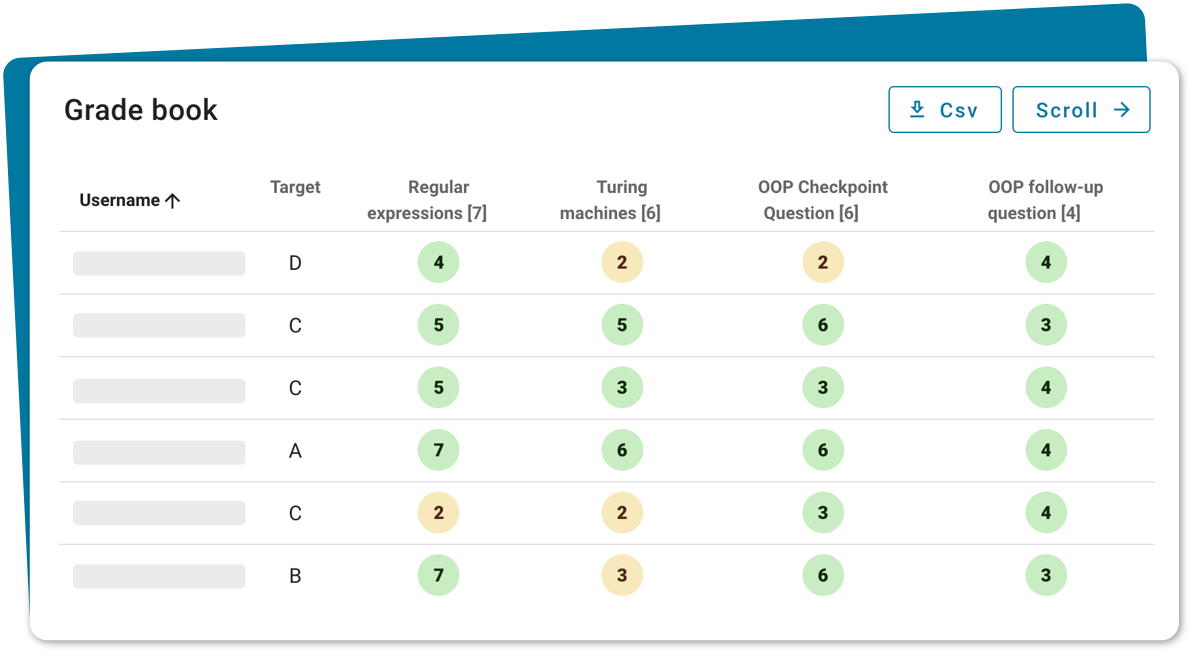 Grade book
Csv
Scroll
Username
Target
Regular
expressions [7]
Turing
machines [6]
OOP Checkpoint
Question [6]
OOP follow-up
question [4]
D 4 2 2 4
C 5 5 6 3
C 5 3 3 4
A 7 6 6 4
C 2 2 3 4
B 7 3 6 3